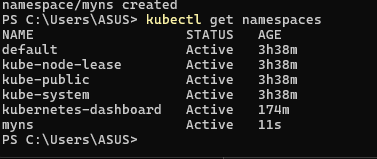 namespace/myns created
PS C:\Users\ASUS> kubectl get namespaces
NAME STATUS AGE
default Active 3h38m
kube-node-lease Active 3h38m
kube-public Active 3h38m
kube-system Active 3h38m
kubernetes-dashboard Active 174m
myns Active 11s
PS C:\Users\ASUS>